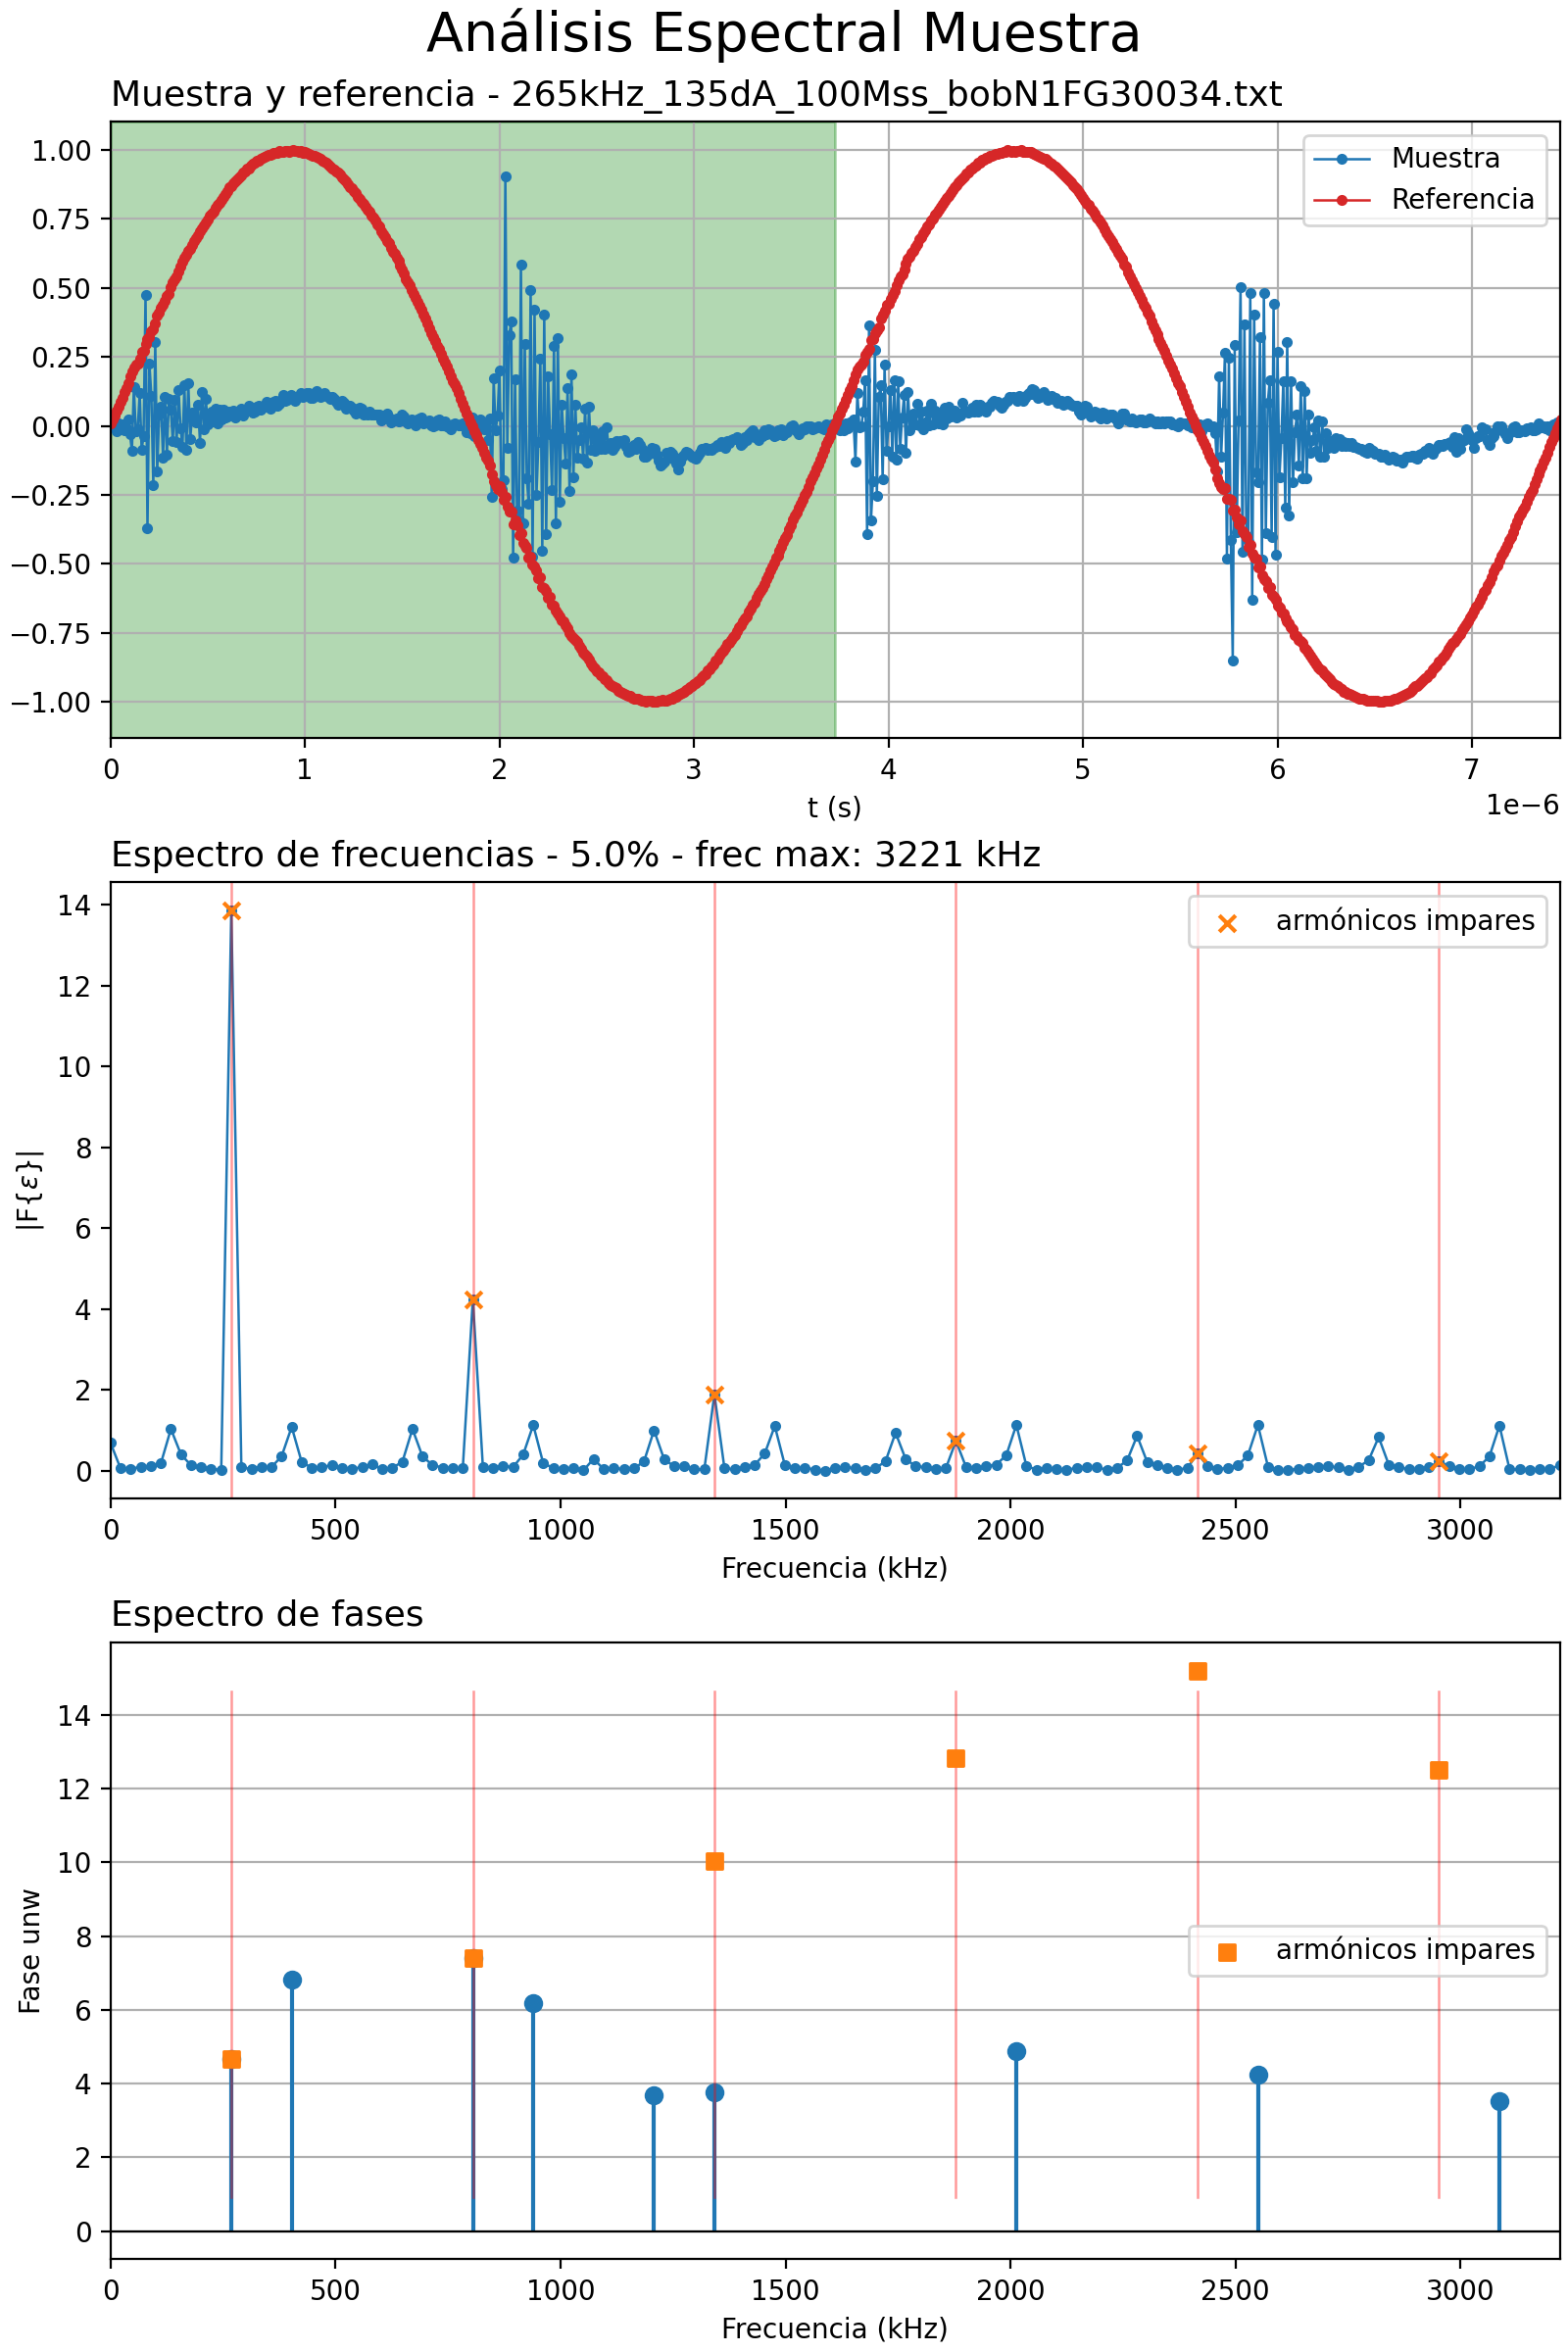 Análisis Espectral Muestra
Muestra y referencia - 265kHz_135dA_100Mss_bobN1FG30034.txt
1.00
0.75
0.50
0.25
0.00
−0.25
−0.50
−0.75
−1.00
Muestra
Referencia
0 1 2 3 4 5 6 7
t (s)
1e−6
Espectro de frecuencias - 5.0% - frec max: 3221 kHz
14
12
10
8
6
4
2
0
|F{ε}|
armónicos impares
0 500 1000 1500 2000 2500 3000
Frecuencia (kHz)
Espectro de fases
14
12
10
8
6
4
2
0
Fase unw
armónicos impares
0 500 1000 1500 2000 2500 3000
Frecuencia (kHz)